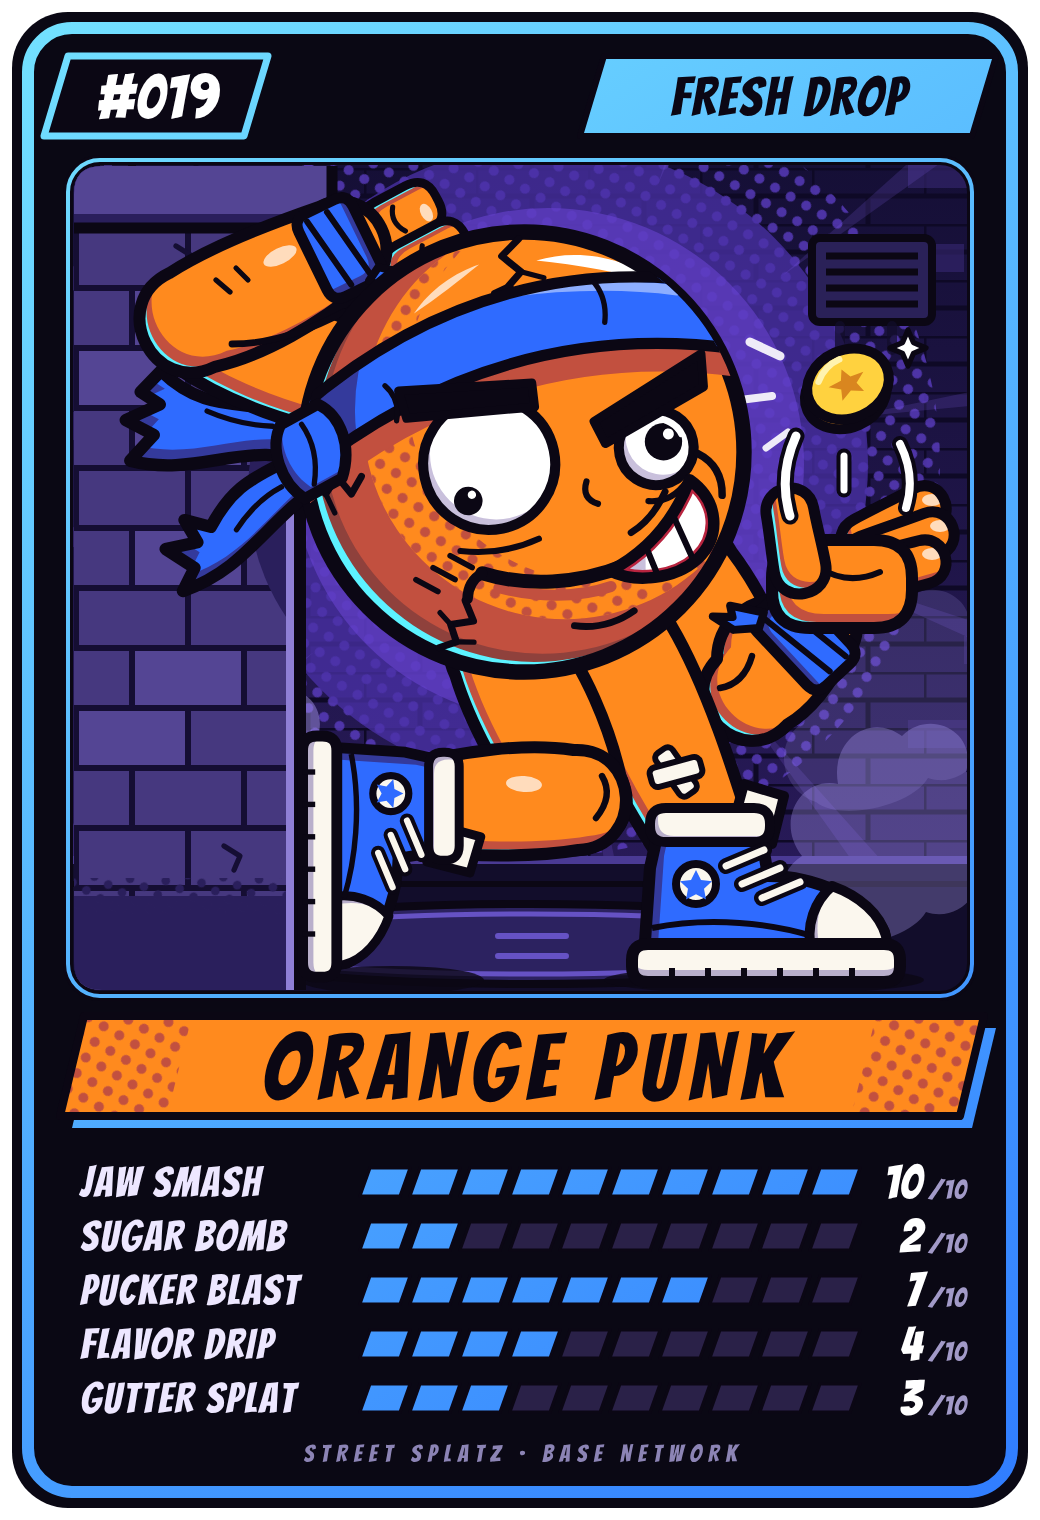 #019
FRESH DROP
ORANGE PUNK
JAW SMASH 10/10
SUGAR BOMB 2/10
PUCKER BLAST 7/10
FLAVOR DRIP 4/10
GUTTER SPLAT 3/10
STREET SPLATZ · BASE NETWORK